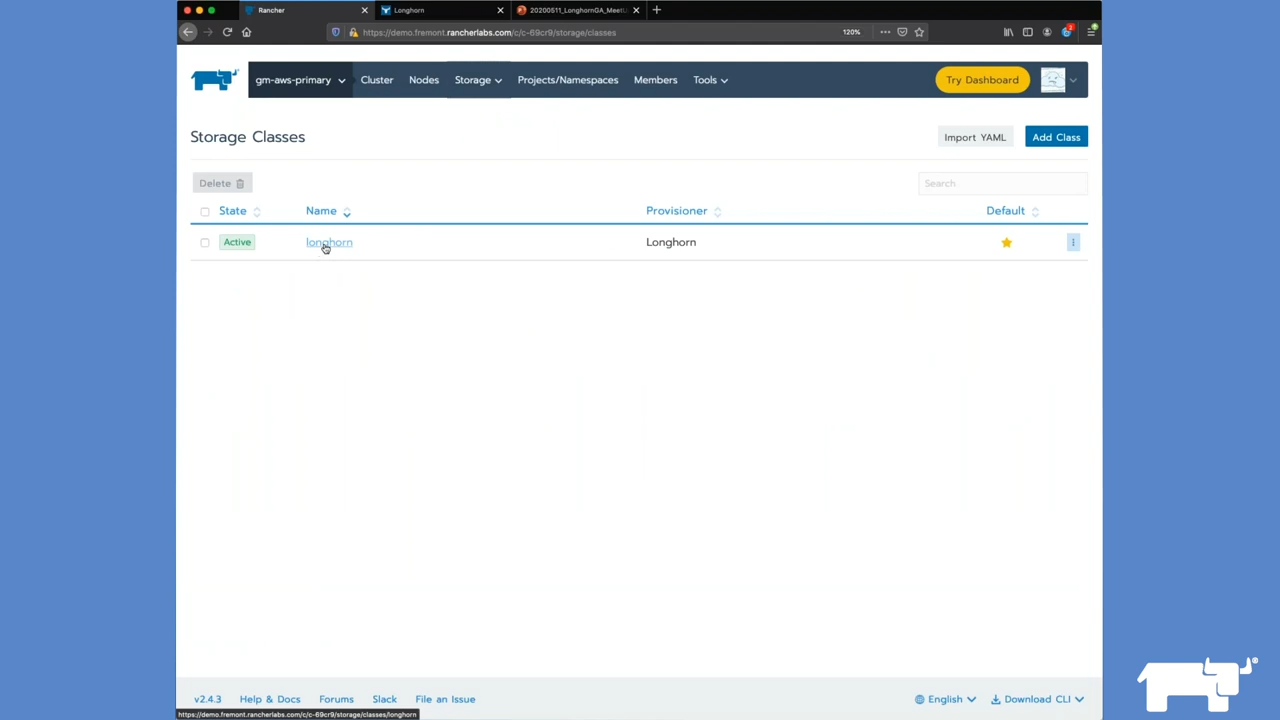 Rancher
Longhorn
20200511_LonghornGA_MeetU
https://demo.fremont.rancherlabs.com/c/c-69cr9/storage/classes
120%
gm-aws-primary
Cluster
Nodes
Storage
Projects/Namespaces
Members
Tools
Try Dashboard
Storage Classes
Import YAML
Add Class
Delete
Search
State
Name
Provisioner
Default
Active
longhorn
Longhorn
v2.4.3
Help & Docs
Forums
Slack
File an Issue
English
Download CLI
https://demo.fremont.rancherlabs.com/c/c-69cr9/storage/classes/longhorn